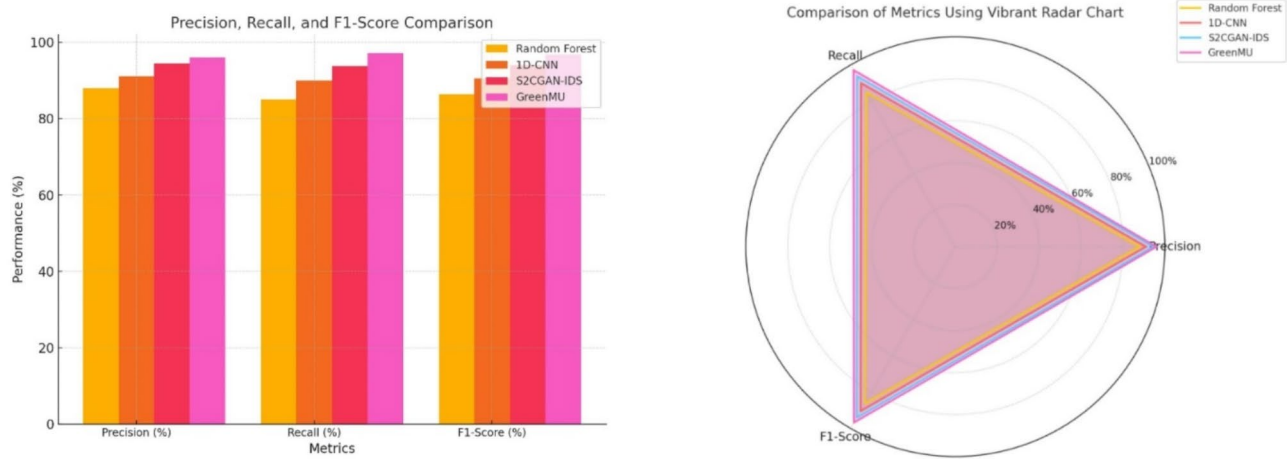 Precision, Recall, and F1-Score Comparison
100
80
60
40
20
0
Performance (%)
Random Forest
1D-CNN
S2CGAN-IDS
GreenMU
Precision (%)
Recall (%)
F1-Score (%)
Metrics
Comparison of Metrics Using Vibrant Radar Chart
Random Forest
1D-CNN
S2CGAN-IDS
GreenMU
Recall
100%
80%
60%
40%
20%
Precision
F1-Score